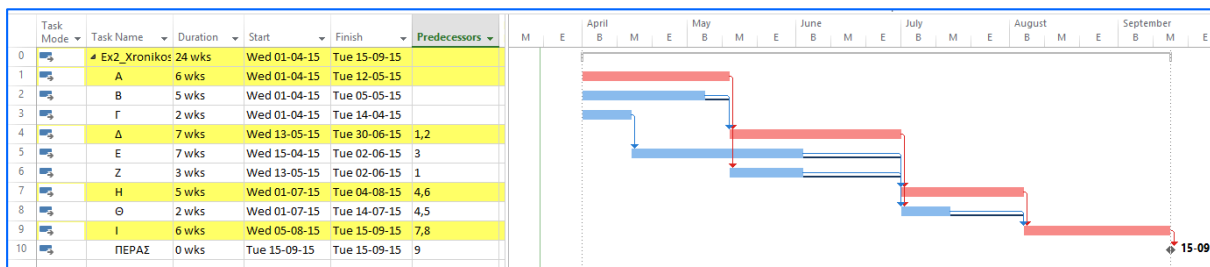 Task Mode Task Name Duration Start Finish Predecessors
M E April B M E May B M E June B M E July B M E August B M E September B M E
0 Ex2_Xronikos 24 wks Wed 01-04-15 Tue 15-09-15
1 Α 6 wks Wed 01-04-15 Tue 12-05-15
2 Β 5 wks Wed 01-04-15 Tue 05-05-15
3 Γ 2 wks Wed 01-04-15 Tue 14-04-15
4 Δ 7 wks Wed 13-05-15 Tue 30-06-15 1,2
5 Ε 7 wks Wed 15-04-15 Tue 02-06-15 3
6 Ζ 3 wks Wed 13-05-15 Tue 02-06-15 1
7 Η 5 wks Wed 01-07-15 Tue 04-08-15 4,6
8 Θ 2 wks Wed 01-07-15 Tue 14-07-15 4,5
9 Ι 6 wks Wed 05-08-15 Tue 15-09-15 7,8
10 ΠΕΡΑΣ 0 wks Tue 15-09-15 Tue 15-09-15 9 15-09